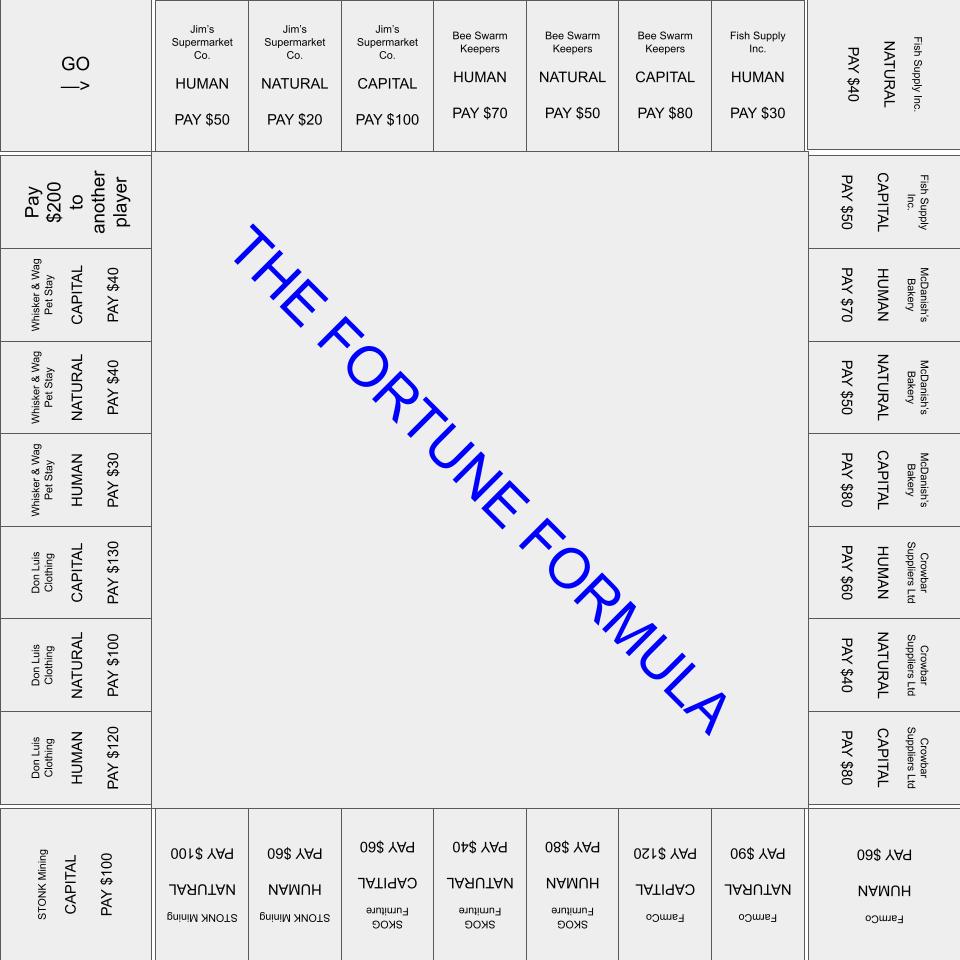 GO
—>
Jim's
Supermarket
Co.
HUMAN
PAY $50
Jim's
Supermarket
Co.
NATURAL
PAY $20
Jim's
Supermarket
Co.
CAPITAL
PAY $100
Bee Swarm
Keepers
HUMAN
PAY $70
Bee Swarm
Keepers
NATURAL
PAY $50
Bee Swarm
Keepers
CAPITAL
PAY $80
Fish Supply
Inc.
HUMAN
PAY $30
Fish Supply Inc.
NATURAL
PAY $40
Fish Supply
Inc.
CAPITAL
PAY $50
McDanish's
Bakery
HUMAN
PAY $70
McDanish's
Bakery
NATURAL
PAY $50
McDanish's
Bakery
CAPITAL
PAY $80
Crowbar
Suppliers Ltd
HUMAN
PAY $60
Crowbar
Suppliers Ltd
NATURAL
PAY $40
Crowbar
Suppliers Ltd
CAPITAL
PAY $80
FarmCo
HUMAN
PAY $60
FarmCo
NATURAL
PAY $90
FarmCo
CAPITAL
PAY $120
SKOG
Furniture
HUMAN
PAY $80
SKOG
Furniture
NATURAL
PAY $40
SKOG
Furniture
CAPITAL
PAY $60
STONK Mining
HUMAN
PAY $60
STONK Mining
NATURAL
PAY $100
STONK Mining
CAPITAL
PAY $100
Don Luis
Clothing
HUMAN
PAY $120
Don Luis
Clothing
NATURAL
PAY $100
Don Luis
Clothing
CAPITAL
PAY $130
Whisker & Wag
Pet Stay
HUMAN
PAY $30
Whisker & Wag
Pet Stay
NATURAL
PAY $40
Whisker & Wag
Pet Stay
CAPITAL
PAY $40
Pay
$200
to
another
player
THE FORTUNE FORMULA